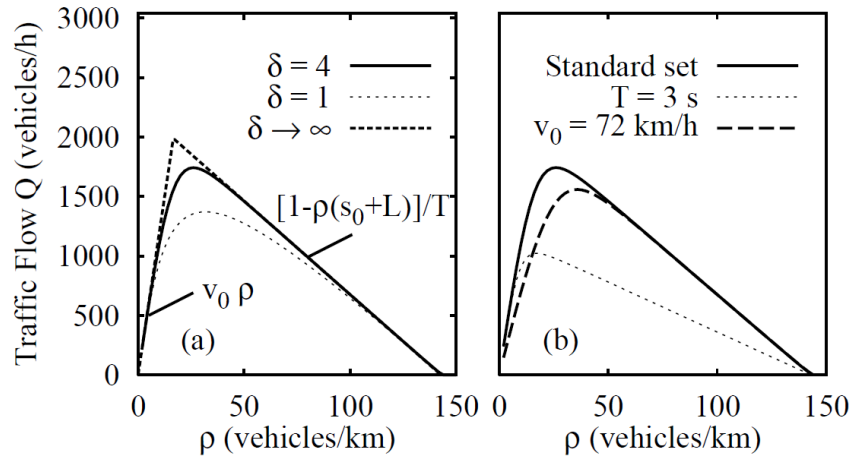 Traffic Flow Q (vehicles/h)
3000
2500
2000
1500
1000
500
0
δ = 4
δ = 1
δ → ∞
[1-ρ(s₀+L)]/T
v₀ ρ
(a)
0 50 100 150
ρ (vehicles/km)
Standard set
T = 3 s
v₀ = 72 km/h
(b)
0 50 100 150
ρ (vehicles/km)